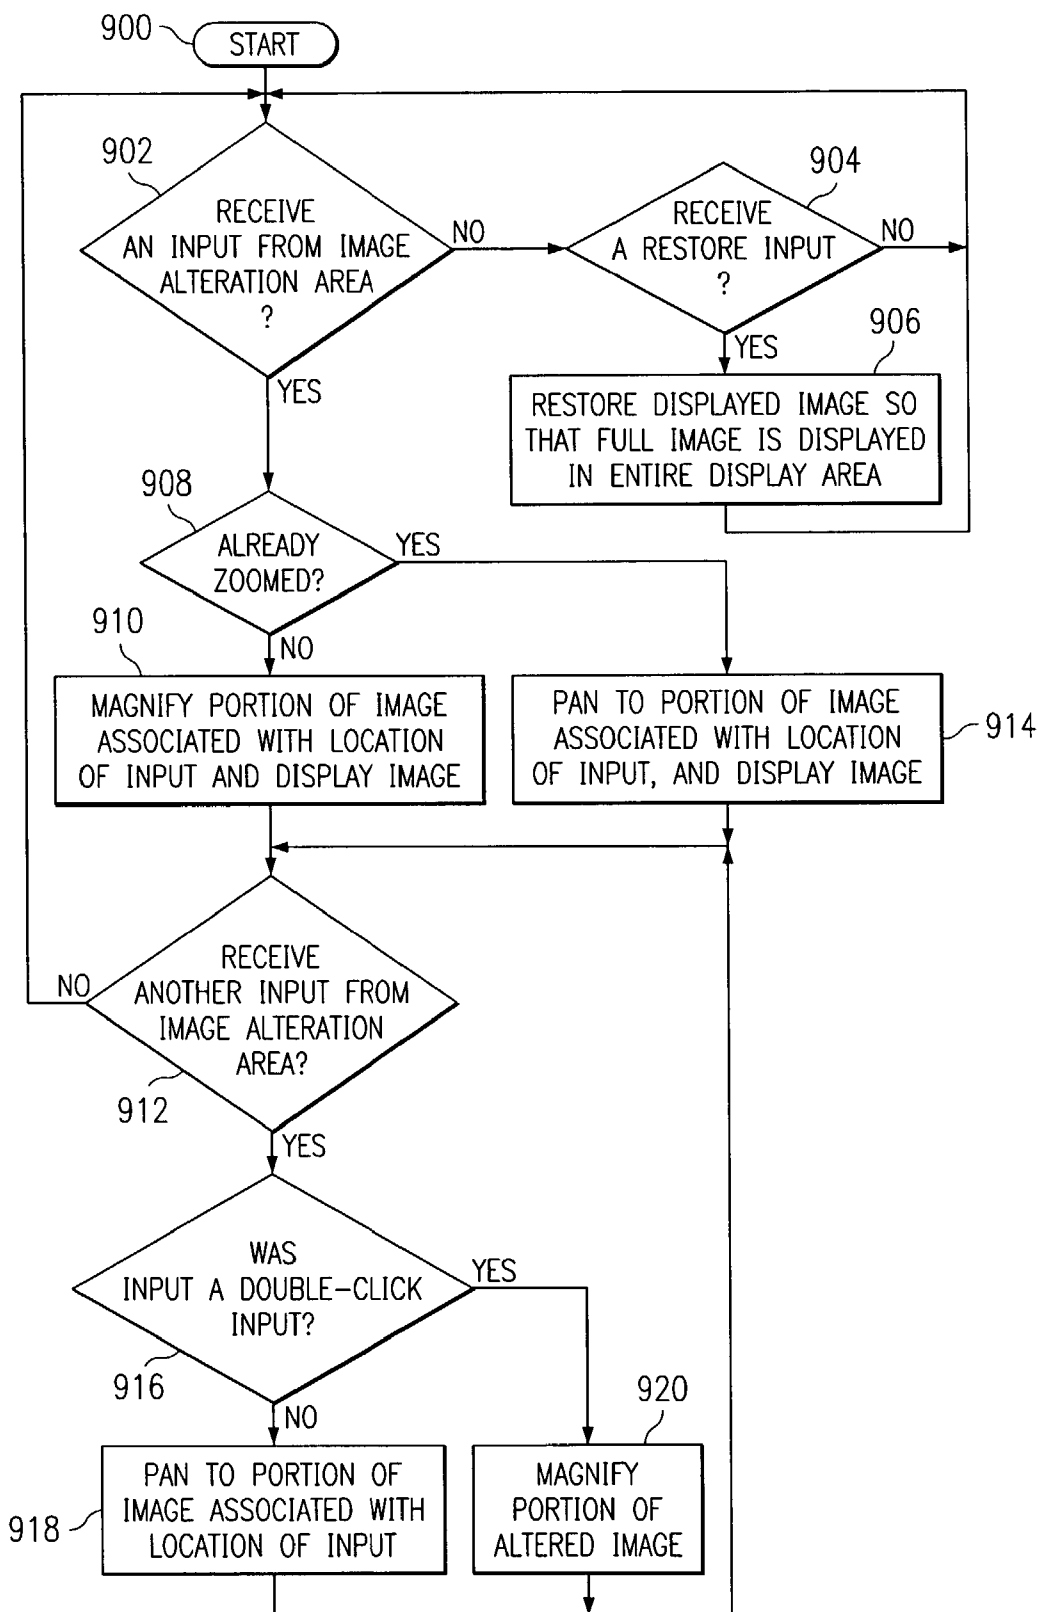 900
START
902
RECEIVE
AN INPUT FROM IMAGE
ALTERATION AREA
?
NO
YES
904
RECEIVE
A RESTORE INPUT
?
NO
YES
906
RESTORE DISPLAYED IMAGE SO
THAT FULL IMAGE IS DISPLAYED
IN ENTIRE DISPLAY AREA
908
ALREADY
ZOOMED?
YES
NO
910
MAGNIFY PORTION OF IMAGE
ASSOCIATED WITH LOCATION
OF INPUT AND DISPLAY IMAGE
PAN TO PORTION OF IMAGE
ASSOCIATED WITH LOCATION
OF INPUT, AND DISPLAY IMAGE
914
RECEIVE
ANOTHER INPUT FROM
IMAGE ALTERATION
AREA?
NO
912
YES
WAS
INPUT A DOUBLE-CLICK
INPUT?
YES
916
NO
920
PAN TO PORTION OF
IMAGE ASSOCIATED WITH
LOCATION OF INPUT
918
MAGNIFY
PORTION OF
ALTERED IMAGE